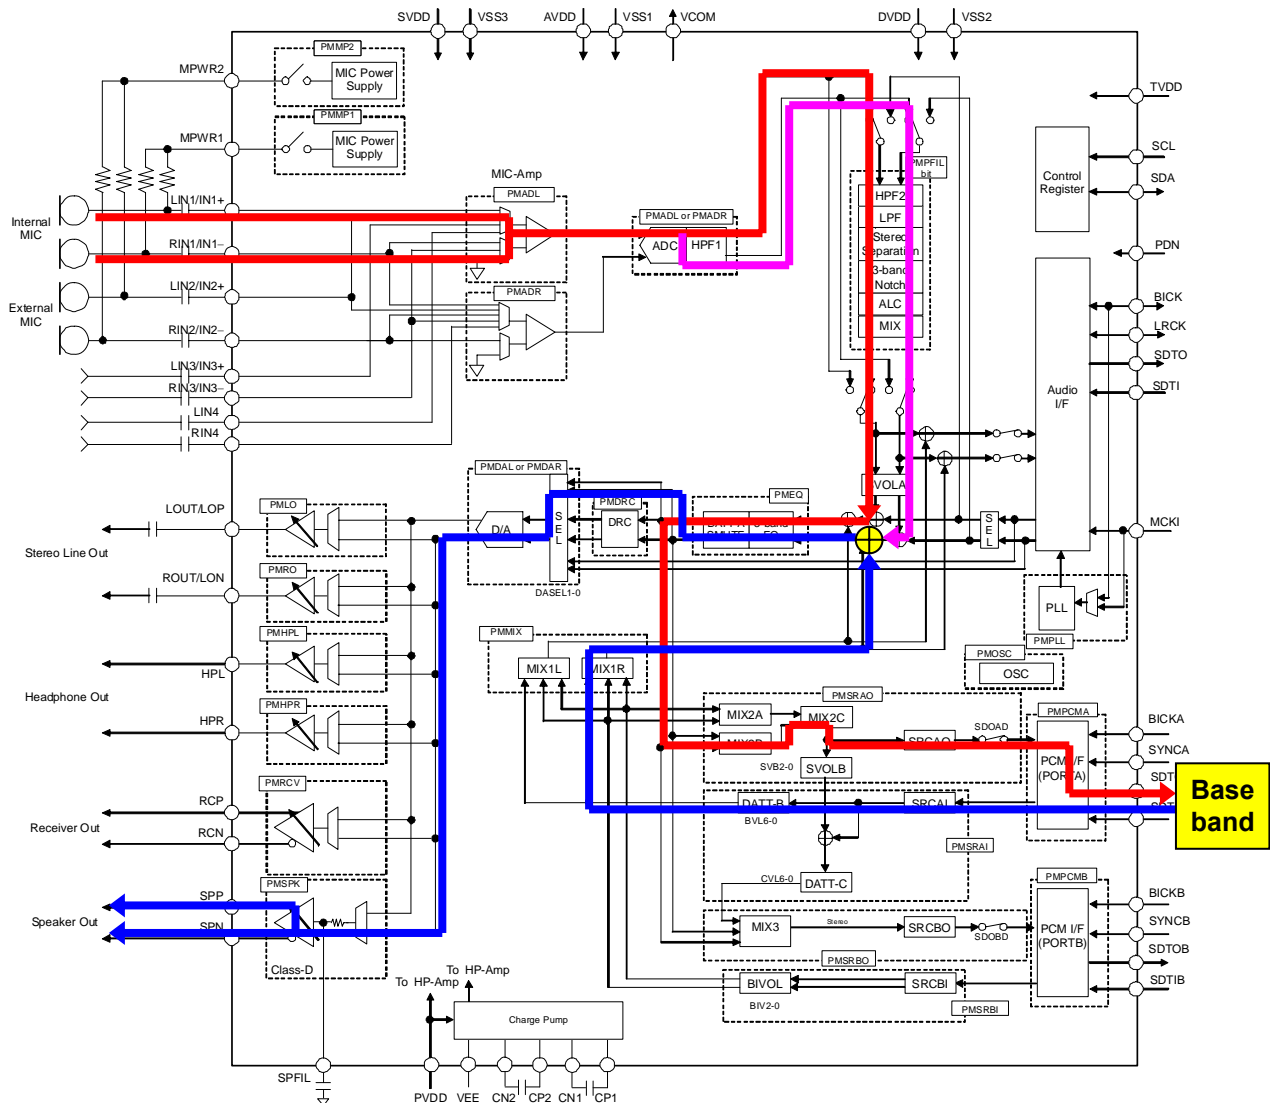 SVDD
VSS3
AVDD
VSS1
VCOM
DVDD
VSS2
PMMP2
MPWR2
MIC Power
Supply
TVDD
PMMP1
MPWR1
MIC Power
Supply
SCL
Control
Register
SDA
MIC-Amp
PMPFIL
bit
PMADL
LIN1/IN1+
HPF2
Internal
MIC
PMADL or PMADR
LPF
RIN1/IN1−
ADC
HPF1
Stereo
Separation
PDN
3-band
Notch
LIN2/IN2+
PMADR
External
MIC
ALC
BICK
RIN2/IN2−
MIX
LRCK
SDTO
LIN3/IN3+
RIN3/IN3−
Audio
I/F
SDTI
LIN4
RIN4
PMDAL or PMDAR
PMEQ
PMLO
PMDRC
LOUT/LOP
D/A
S
E
L
DRC
S
E
L
MCKI
Stereo Line Out
PMRO
ROUT/LON
DASEL1-0
PLL
PMPLL
PMHPL
PMMIX
PMOSC
OSC
HPL
MIX1L
MIX1R
Headphone Out
PMHPR
PMSRAO
HPR
MIX2A
MIX2C
SDOAD
PMPCMA
BICKA
SRCAO
SYNCA
SVB2-0
SVOLB
PCM I/F
(PORTA)
PMRCV
RCP
DATT-B
SRCAI
Base
band
BVL6-0
Receiver Out
RCN
PMSRAI
CVL6-0
DATT-C
PMSPK
PMPCMB
SPP
BICKB
Speaker Out
SPN
MIX3
Stereo
SRCBO
SDOBD
PCM I/F
(PORTB)
SYNCB
PMSRBO
SDTOB
Class-D
To HP-Amp
To HP-Amp
BIVOL
SRCBI
SDTIB
BIV2-0
PMSRBI
Charge Pump
SPFIL
PVDD
VEE
CN2
CP2
CN1
CP1